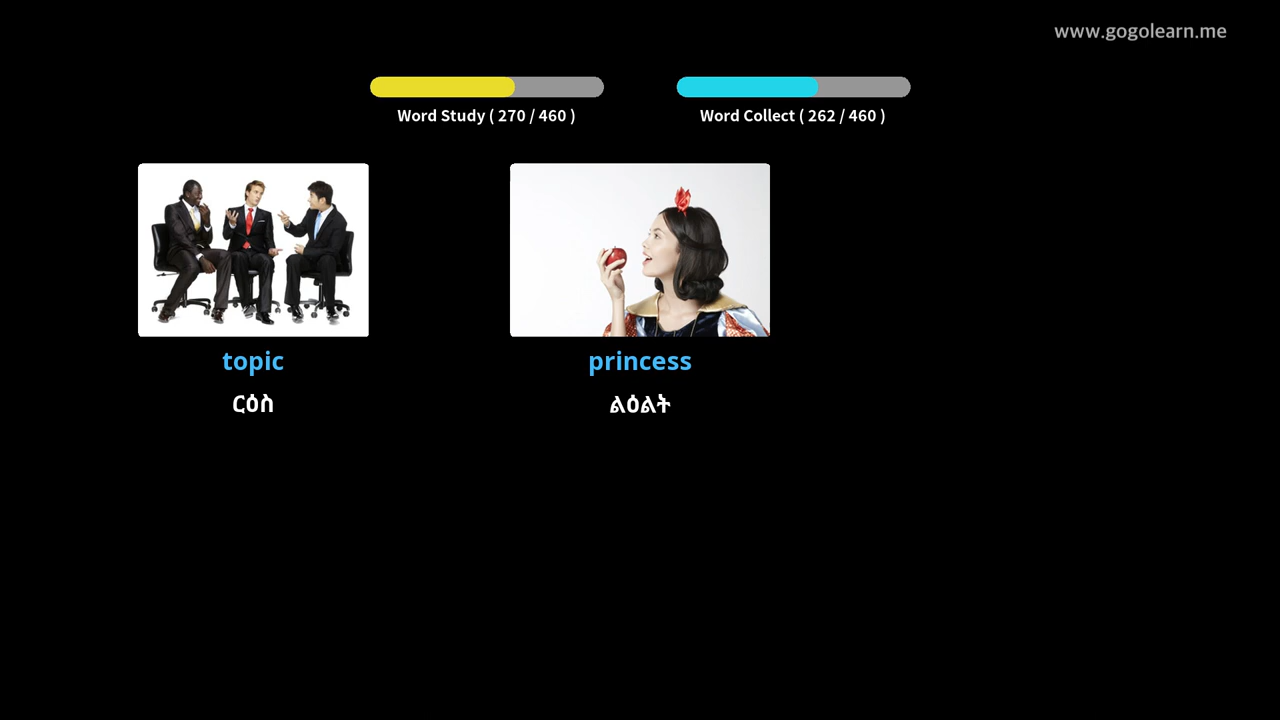 www.gogolearn.me
Word Study ( 270 / 460 )
Word Collect ( 262 / 460 )
topic
princess
ርዕስ
ልዕልት